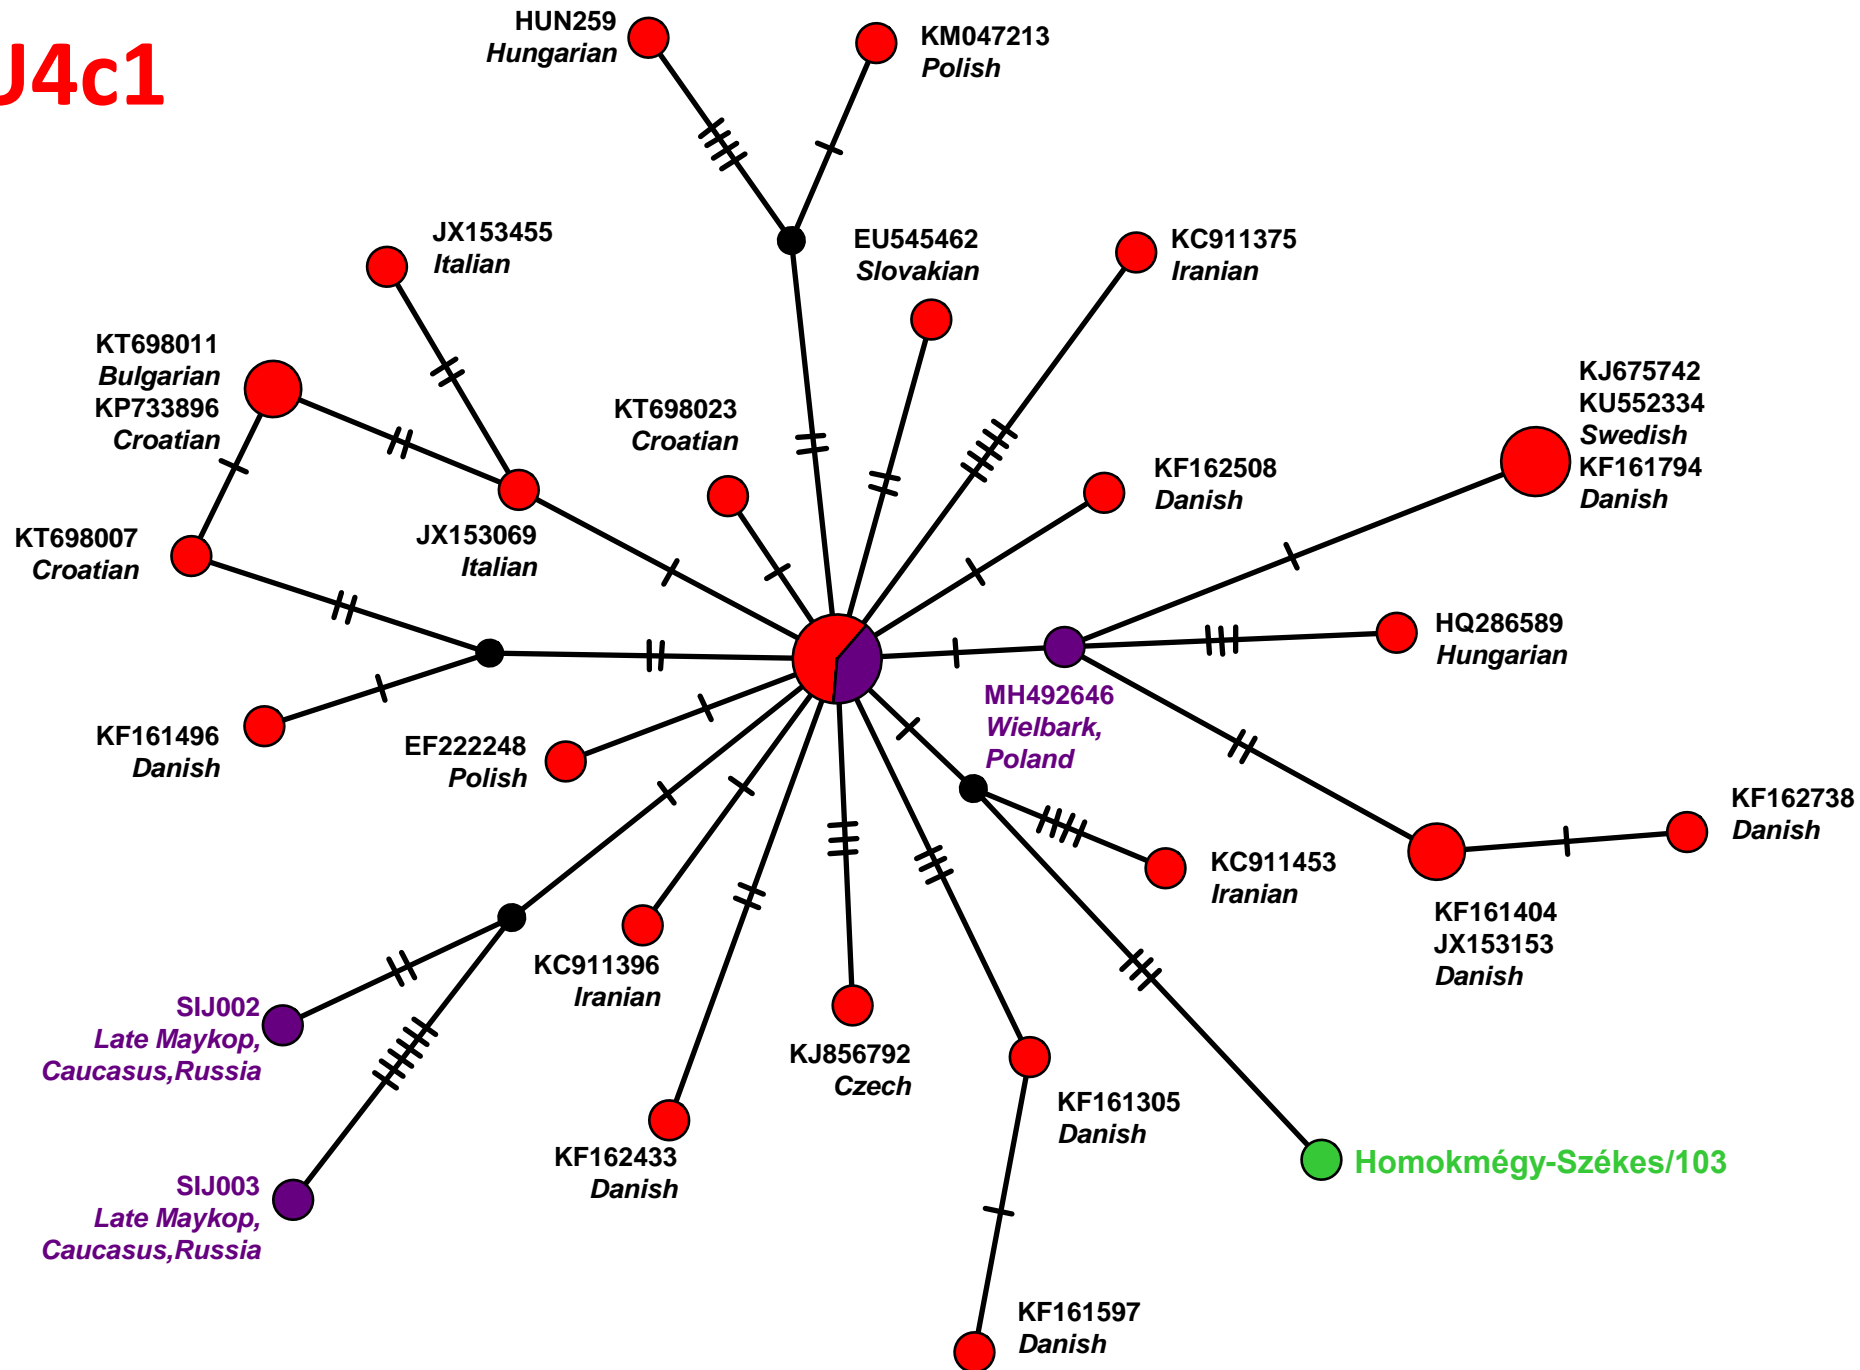 U4c1
HUN259
Hungarian
KM047213
Polish
JX153455
Italian
EU545462
Slovakian
KC911375
Iranian
KT698011
Bulgarian
KP733896
Croatian
KT698023
Croatian
KJ675742
KU552334
Swedish
KF161794
Danish
KF162508
Danish
KT698007
Croatian
JX153069
Italian
HQ286589
Hungarian
MH492646
Wielbark,
Poland
KF161496
Danish
EF222248
Polish
KF162738
Danish
KC911453
Iranian
KF161404
JX153153
Danish
KC911396
Iranian
SIJ002
Late Maykop,
Caucasus,Russia
KJ856792
Czech
KF161305
Danish
KF162433
Danish
Homokmégy-Székes/103
SIJ003
Late Maykop,
Caucasus,Russia
KF161597
Danish